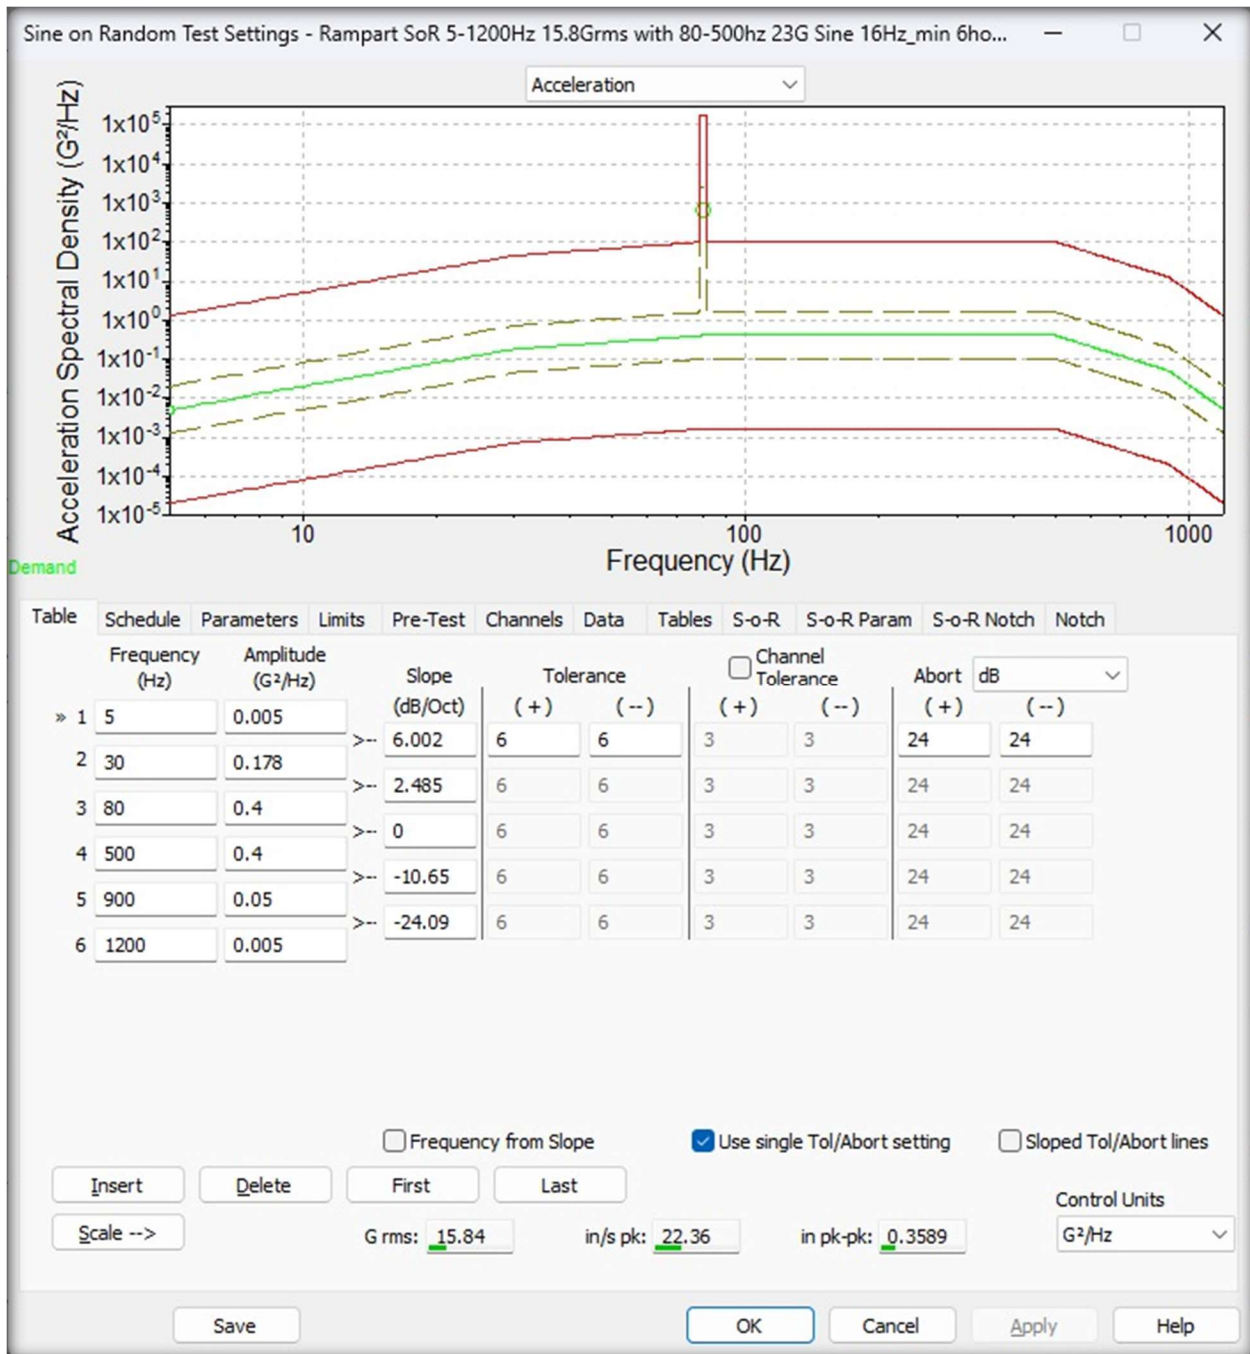 Sine on Random Test Settings - Rampart SoR 5-1200Hz 15.8Grms with 80-500hz 23G Sine 16Hz_min 6ho...
Acceleration
Acceleration Spectral Density (G²/Hz)
1x10⁵
1x10⁴
1x10³
1x10²
1x10¹
1x10⁰
1x10⁻¹
1x10⁻²
1x10⁻³
1x10⁻⁴
1x10⁻⁵
10 100 1000
Frequency (Hz)
Demand
Table Schedule Parameters Limits Pre-Test Channels Data Tables S-o-R S-o-R Param S-o-R Notch Notch
Frequency (Hz) Amplitude (G²/Hz) Slope (dB/Oct) Tolerance Channel Tolerance Abort dB
(+) (--) (+) (--) (+) (--)
» 1 5 0.005
>-- 6.002 6 6 3 3 24 24
2 30 0.178
>-- 2.485 6 6 3 3 24 24
3 80 0.4
>-- 0 6 6 3 3 24 24
4 500 0.4
>-- -10.65 6 6 3 3 24 24
5 900 0.05
>-- -24.09 6 6 3 3 24 24
6 1200 0.005
Frequency from Slope Use single Tol/Abort setting Sloped Tol/Abort lines
Insert Delete First Last
Control Units
Scale --> G rms: 15.84 in/s pk: 22.36 in pk-pk: 0.3589 G²/Hz
Save OK Cancel Apply Help